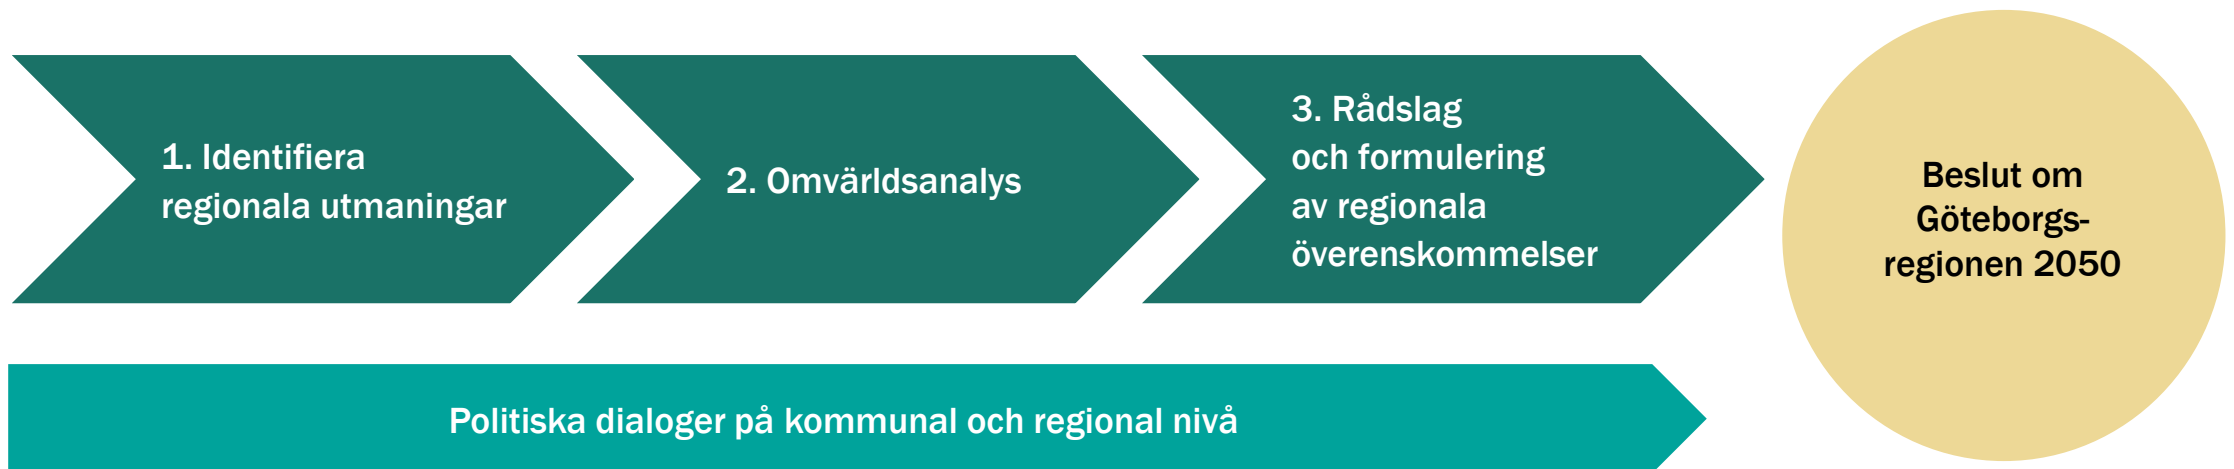 1. Identifiera
regionala utmaningar
2. Omvärldsanalys
3. Rådslag
och formulering
av regionala
överenskommelser
Beslut om
Göteborgs-
regionen 2050
Politiska dialoger på kommunal och regional nivå